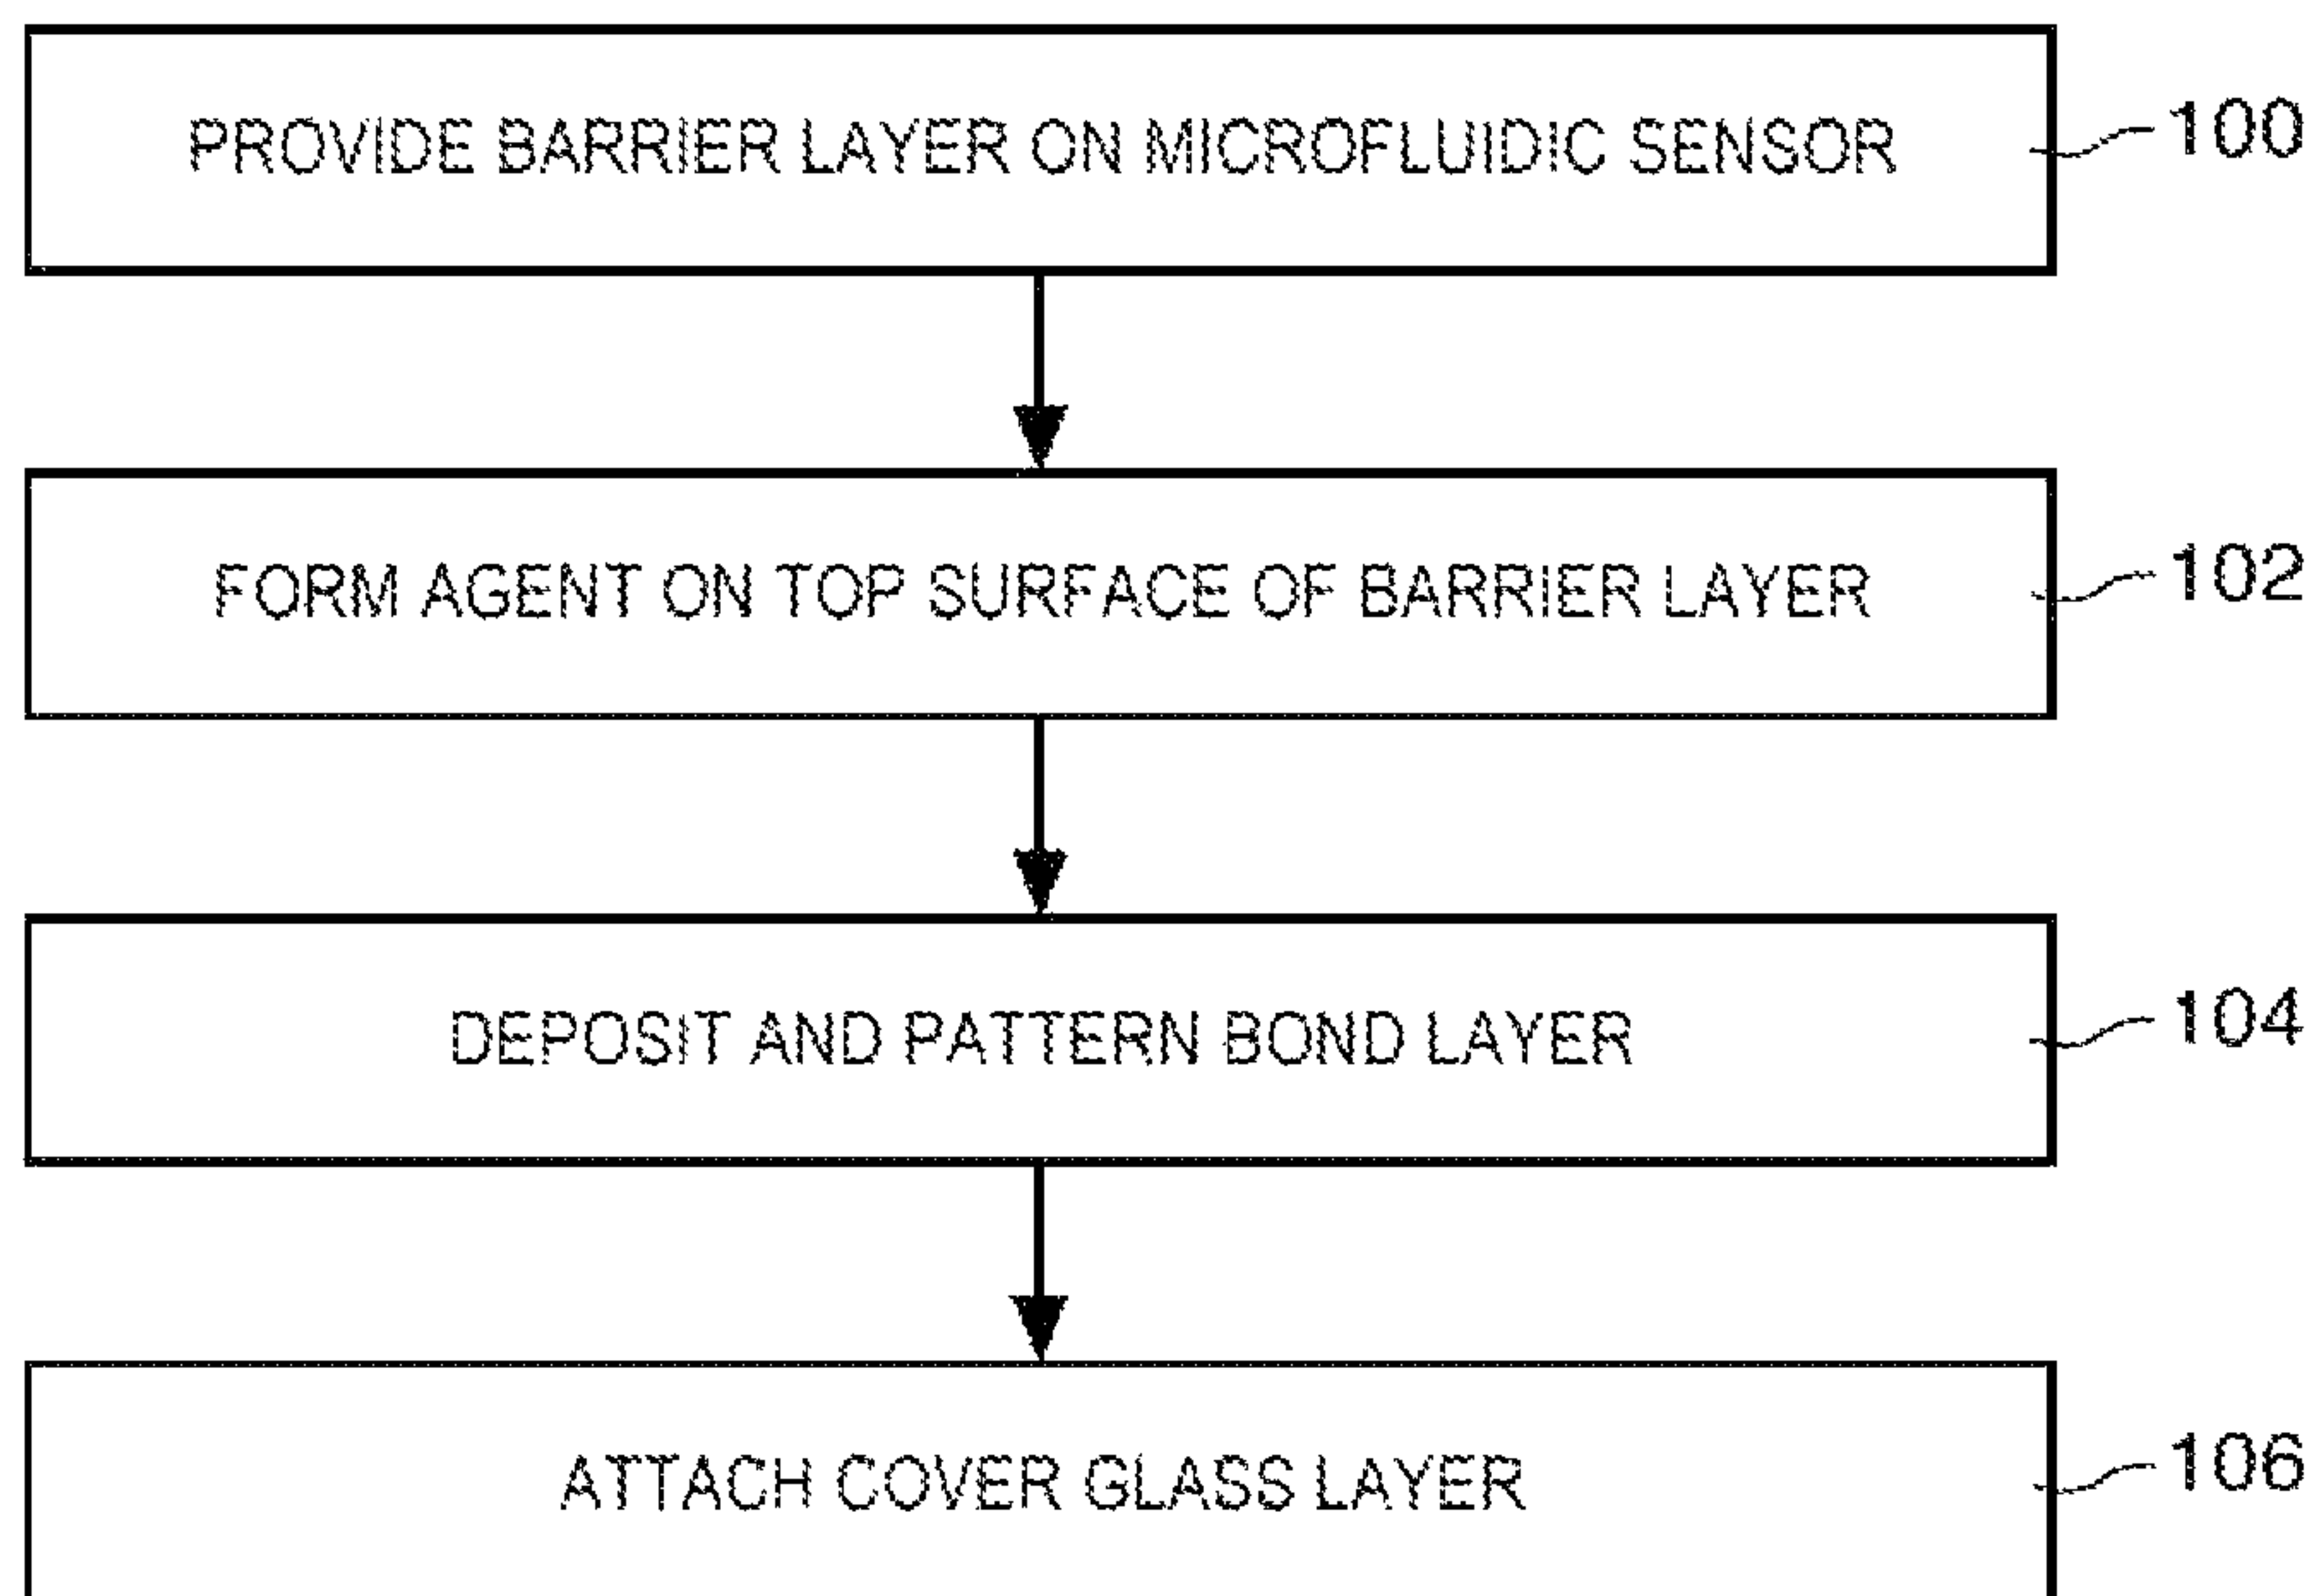 PROVIDE BARRIER LAYER ON MICROFLUIDIC SENSOR 100
FORM AGENT ON TOP SURFACE OF BARRIER LAYER 102
DEPOSIT AND PATTERN BOND LAYER 104
ATTACH COVER GLASS LAYER 106